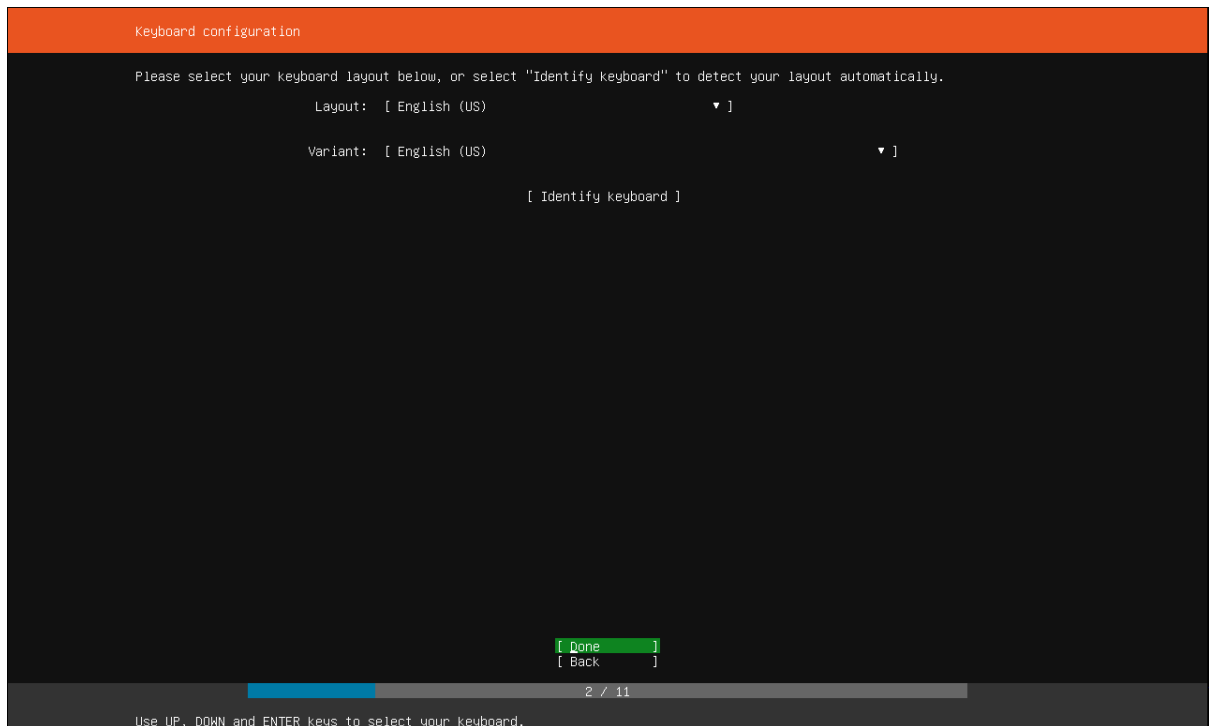 Keyboard configuration
Please select your keyboard layout below, or select "Identify keyboard" to detect your layout automatically.
Layout: [ English (US) ▼ ]
Variant: [ English (US) ▼ ]
[ Identify keyboard ]
[ Done ]
[ Back ]
2 / 11
Use UP, DOWN and ENTER keys to select your keyboard.